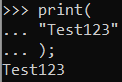 >>> print(
... "Test123"
... );
Test123